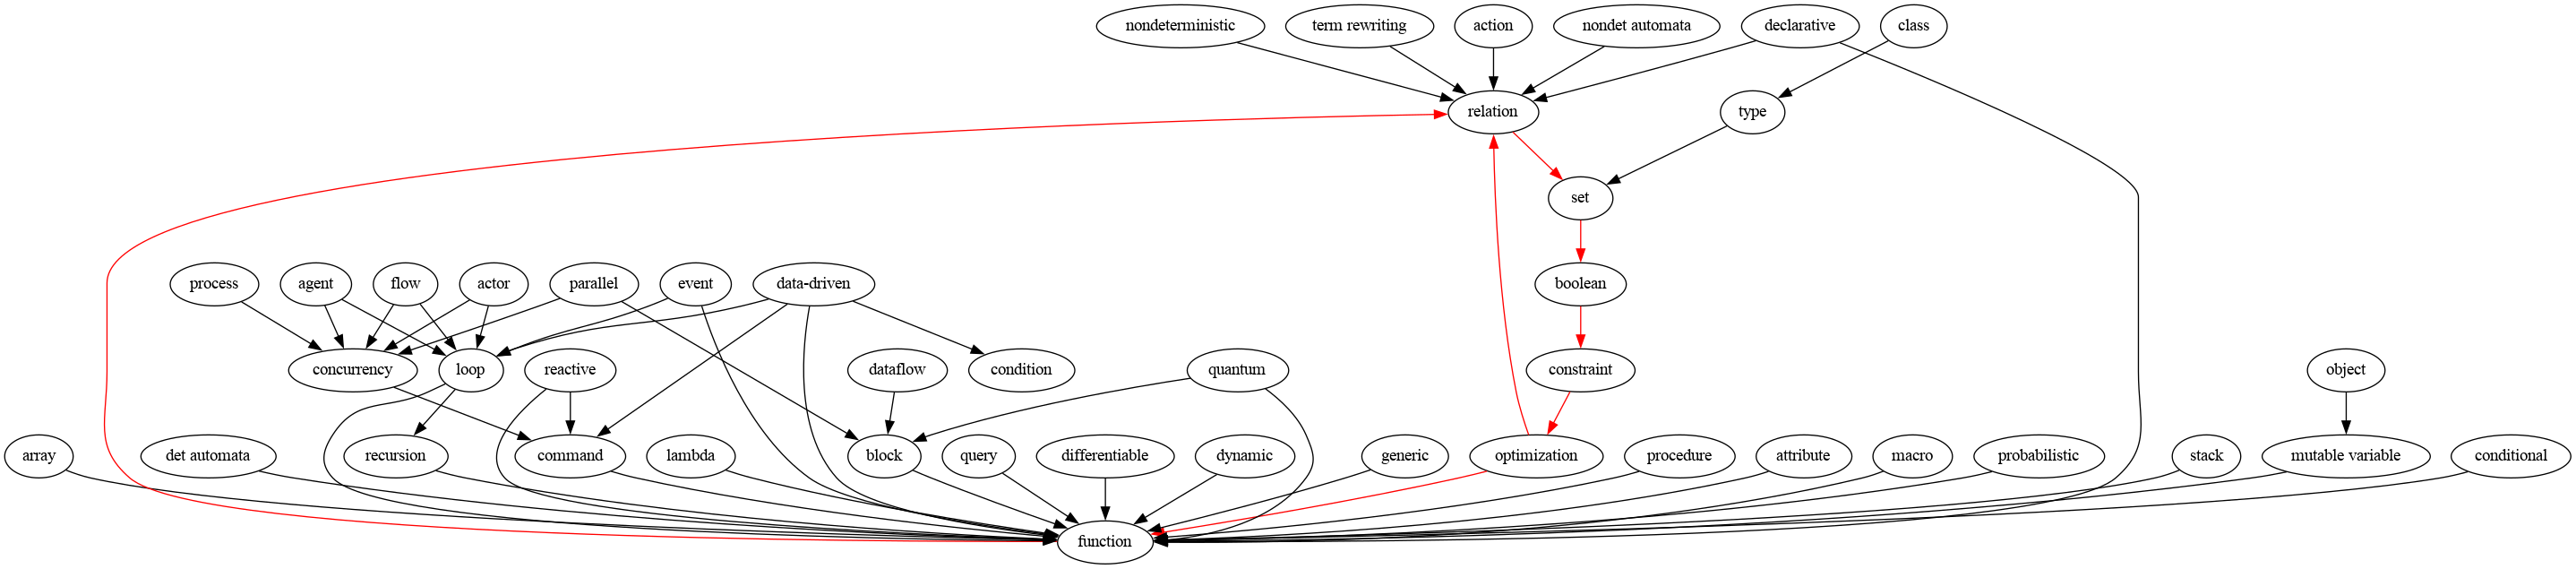 nondeterministic
term rewriting
action
nondet automata
declarative
class
relation
type
set
process
agent
flow
actor
parallel
event
data-driven
boolean
concurrency
loop
reactive
dataflow
condition
quantum
constraint
object
array
det automata
recursion
command
lambda
block
query
differentiable
dynamic
generic
optimization
procedure
attribute
macro
probabilistic
stack
mutable variable
conditional
function